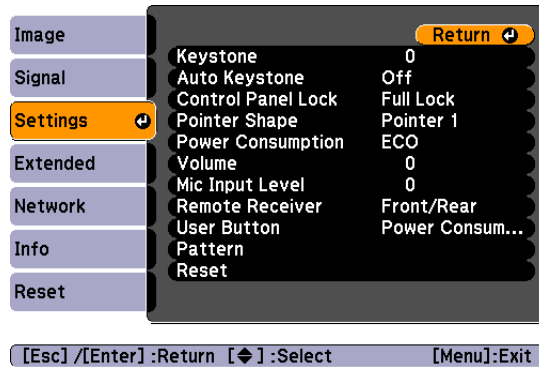 Image
Signal
Settings
Extended
Network
Info
Reset
Return
Keystone 0
Auto Keystone Off
Control Panel Lock Full Lock
Pointer Shape Pointer 1
Power Consumption ECO
Volume 0
Mic Input Level 0
Remote Receiver Front/Rear
User Button Power Consum...
Pattern
Reset
[Esc] /[Enter] :Return [◆] :Select [Menu]:Exit